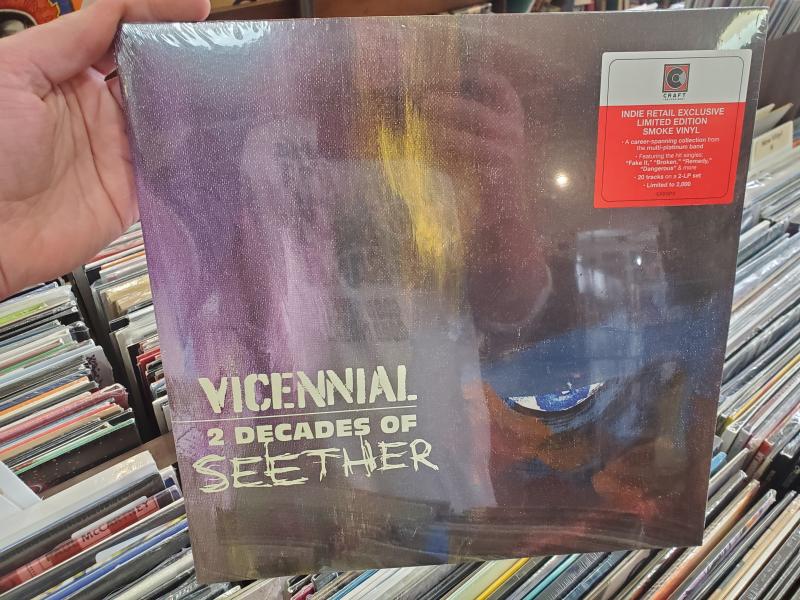 CRAFT
INDIE RETAIL EXCLUSIVE
LIMITED EDITION
SMOKE VINYL
• A career-spanning collection from
the multi-platinum band
• Featuring the hit singles:
"Fake It," "Broken," "Remedy,"
"Dangerous" & more
• 20 tracks on a 2-LP set
• Limited to 2,000
VICENNIAL
2 DECADES OF
SEETHER
McCARTNEY